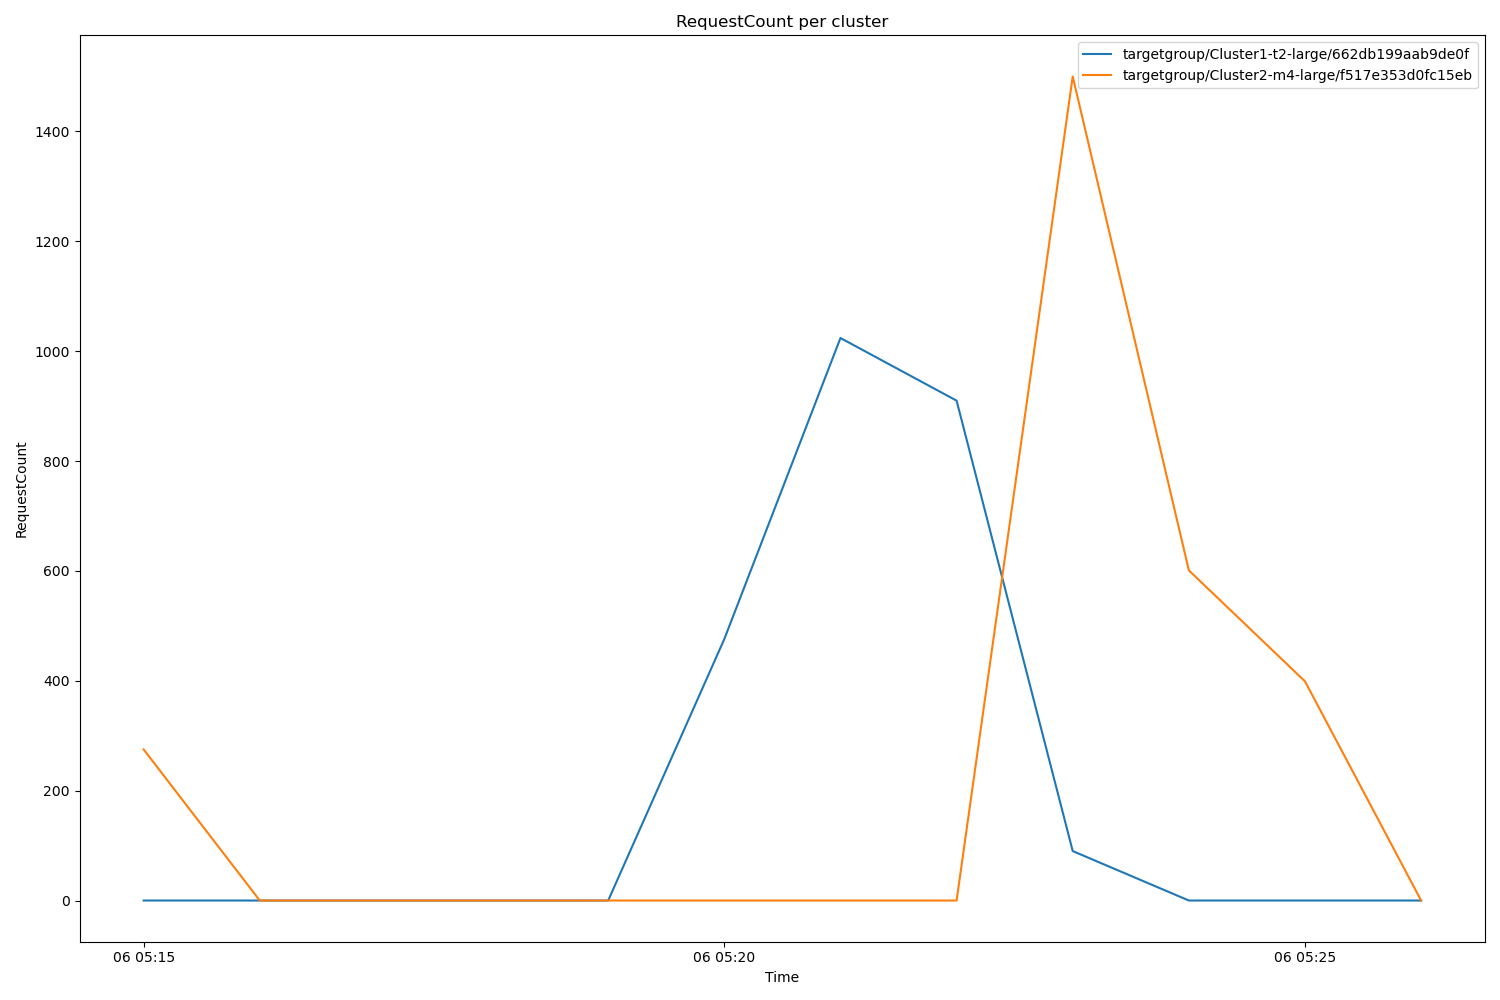 RequestCount per cluster
targetgroup/Cluster1-t2-large/662db199aab9de0f
targetgroup/Cluster2-m4-large/f517e353d0fc15eb
1400
1200
1000
800
600
400
200
0
RequestCount
06 05:15
06 05:20
06 05:25
Time